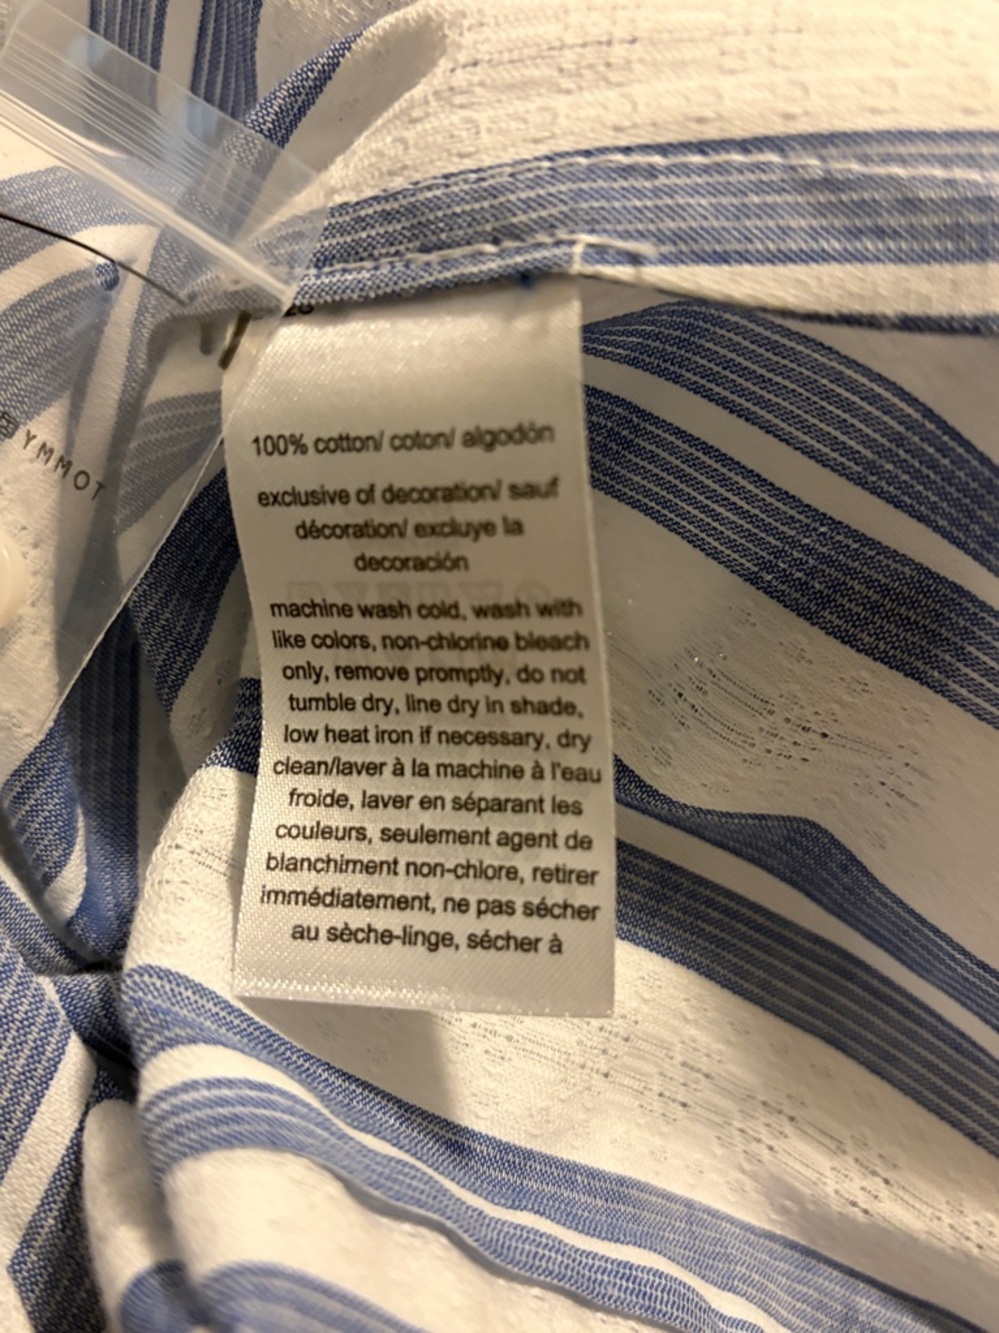 100% cotton/ coton/ algodón
exclusive of decoration/ sauf
décoration/ excluye la
decoración
machine wash cold, wash with
like colors, non-chlorine bleach
only, remove promptly, do not
tumble dry, line dry in shade,
low heat iron if necessary, dry
clean/laver à la machine à l'eau
froide, laver en séparant les
couleurs, seulement agent de
blanchiment non-chlore, retirer
immédiatement, ne pas sécher
au sèche-linge, sécher à
YMMOT